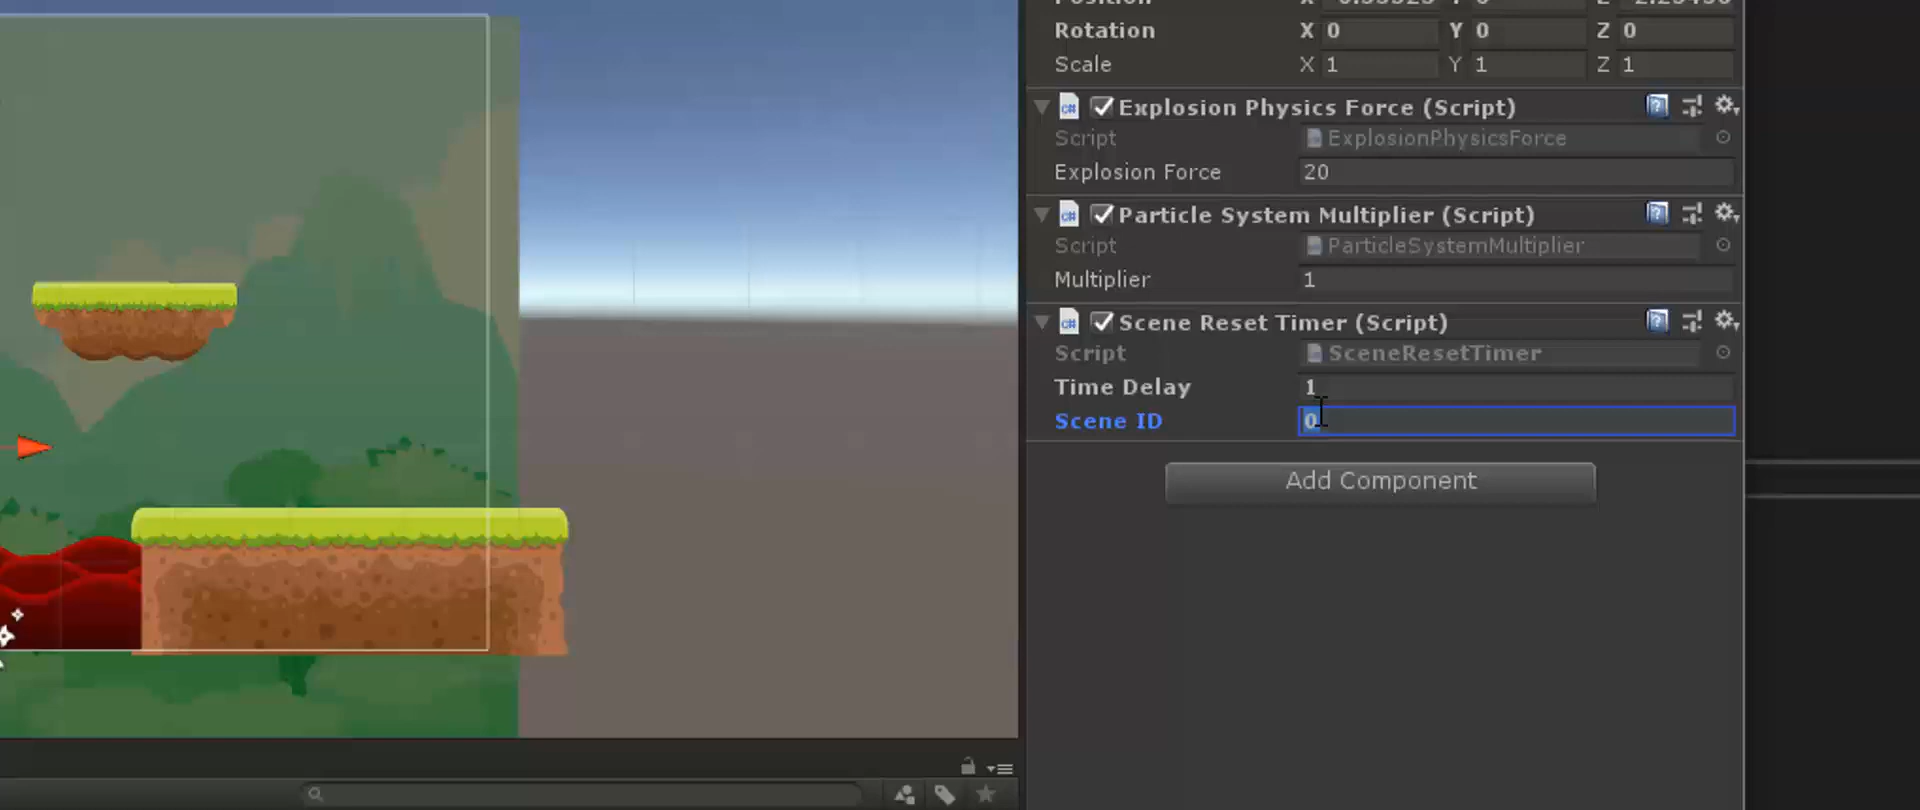 Rotation X 0 Y 0 Z 0
Scale X 1 Y 1 Z 1
Explosion Physics Force (Script)
Script ExplosionPhysicsForce
Explosion Force 20
Particle System Multiplier (Script)
Script ParticleSystemMultiplier
Multiplier 1
Scene Reset Timer (Script)
Script SceneResetTimer
Time Delay 1
Scene ID 0
Add Component